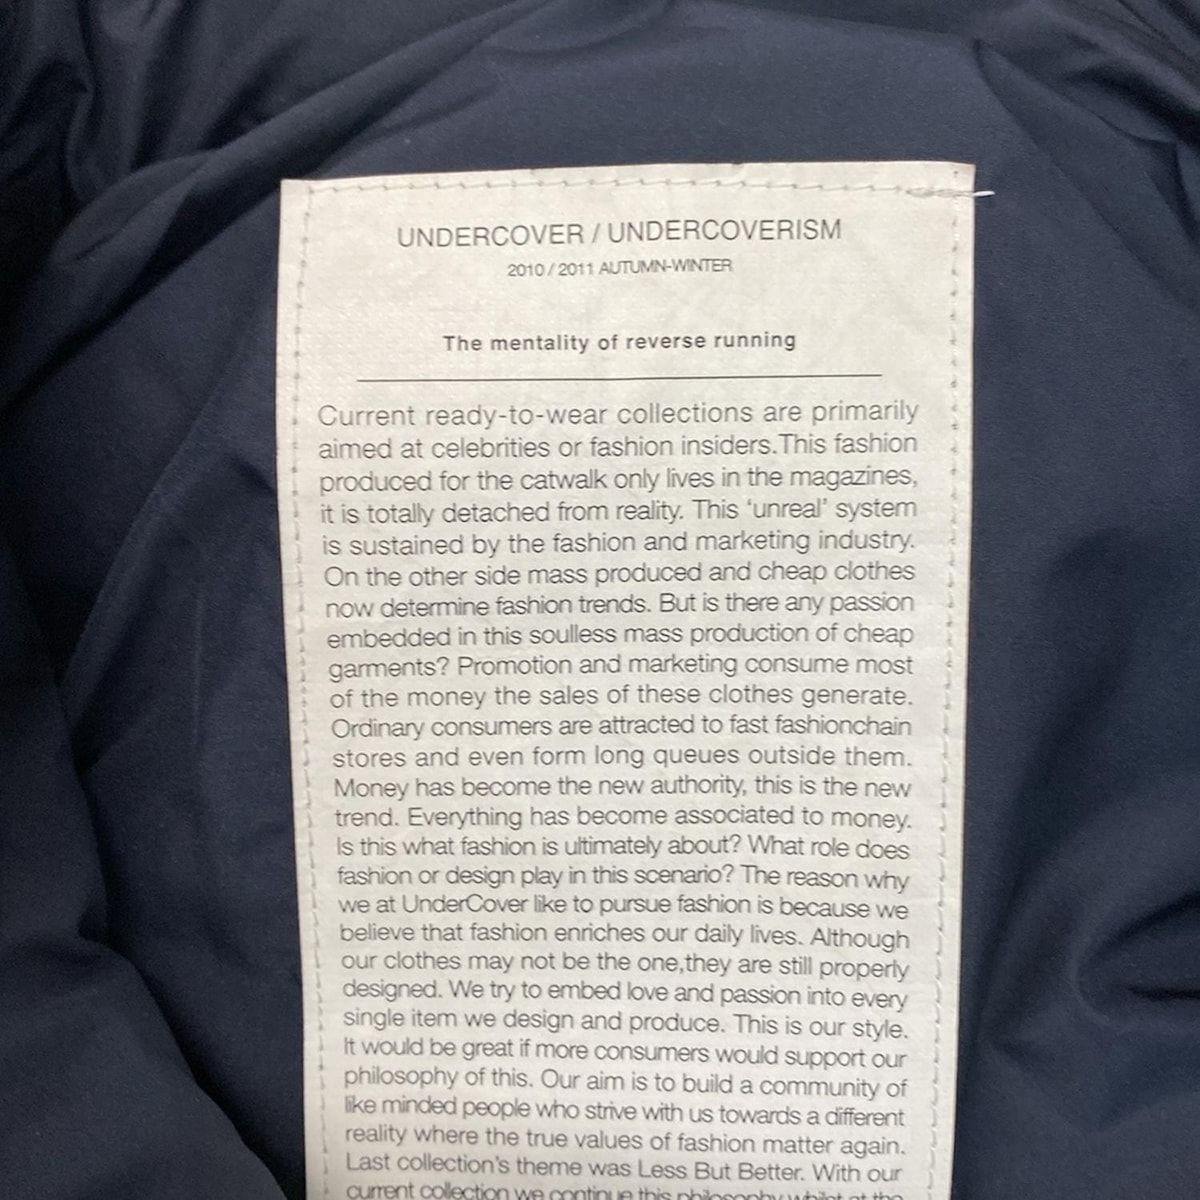 UNDERCOVER / UNDERCOVERISM
2010 / 2011 AUTUMN-WINTER
The mentality of reverse running
Current ready-to-wear collections are primarily
aimed at celebrities or fashion insiders.This fashion
produced for the catwalk only lives in the magazines,
it is totally detached from reality. This ‘unreal’ system
is sustained by the fashion and marketing industry.
On the other side mass produced and cheap clothes
now determine fashion trends. But is there any passion
embedded in this soulless mass production of cheap
garments? Promotion and marketing consume most
of the money the sales of these clothes generate.
Ordinary consumers are attracted to fast fashionchain
stores and even form long queues outside them.
Money has become the new authority, this is the new
trend. Everything has become associated to money.
Is this what fashion is ultimately about? What role does
fashion or design play in this scenario? The reason why
we at UnderCover like to pursue fashion is because we
believe that fashion enriches our daily lives. Although
our clothes may not be the one,they are still properly
designed. We try to embed love and passion into every
single item we design and produce. This is our style.
It would be great if more consumers would support our
philosophy of this. Our aim is to build a community of
like minded people who strive with us towards a different
reality where the true values of fashion matter again.
Last collection's theme was Less But Better. With our
current collection we continue this philosophy whilst at the